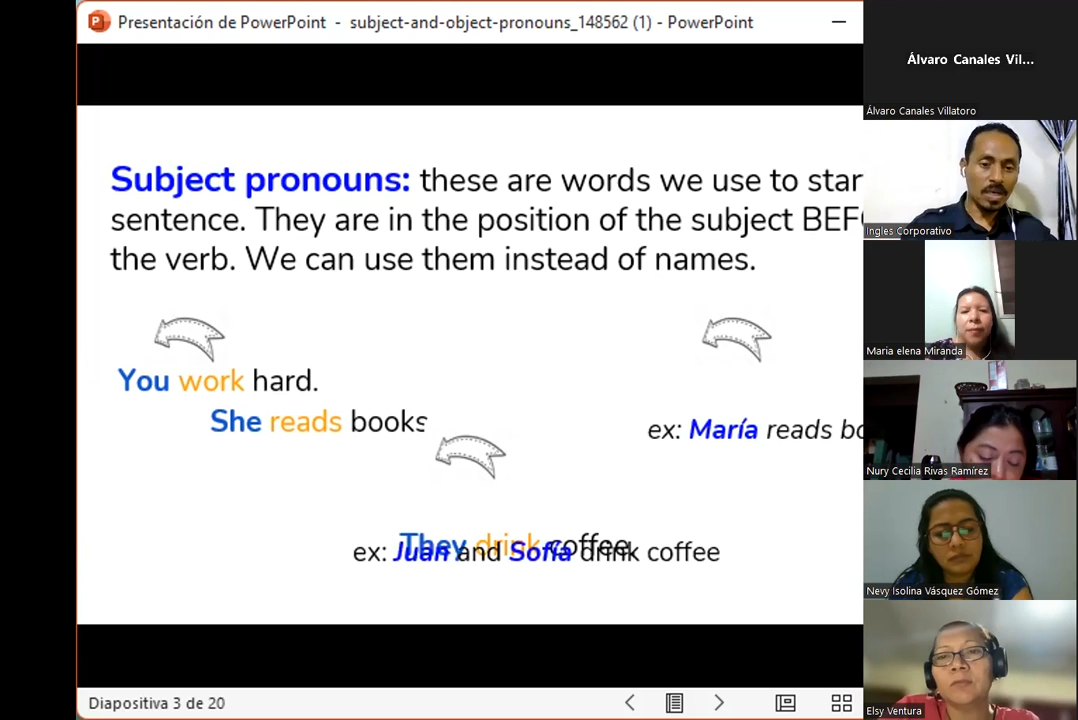 Presentación de PowerPoint - subject-and-object-pronouns_148562 (1) - PowerPoint
Subject pronouns: these are words we use to star
sentence. They are in the position of the subject BEF
the verb. We can use them instead of names.
You work hard.
She reads books
ex: María reads bo
They drink coffee.
ex: Juan and Sofía drink coffee
Diapositiva 3 de 20
Álvaro Canales Vil...
Álvaro Canales Villatoro
Ingles Corporativo
Maria elena Miranda
Nury Cecilia Rivas Ramírez
Nevy Isolina Vásquez Gómez
Elsy Ventura